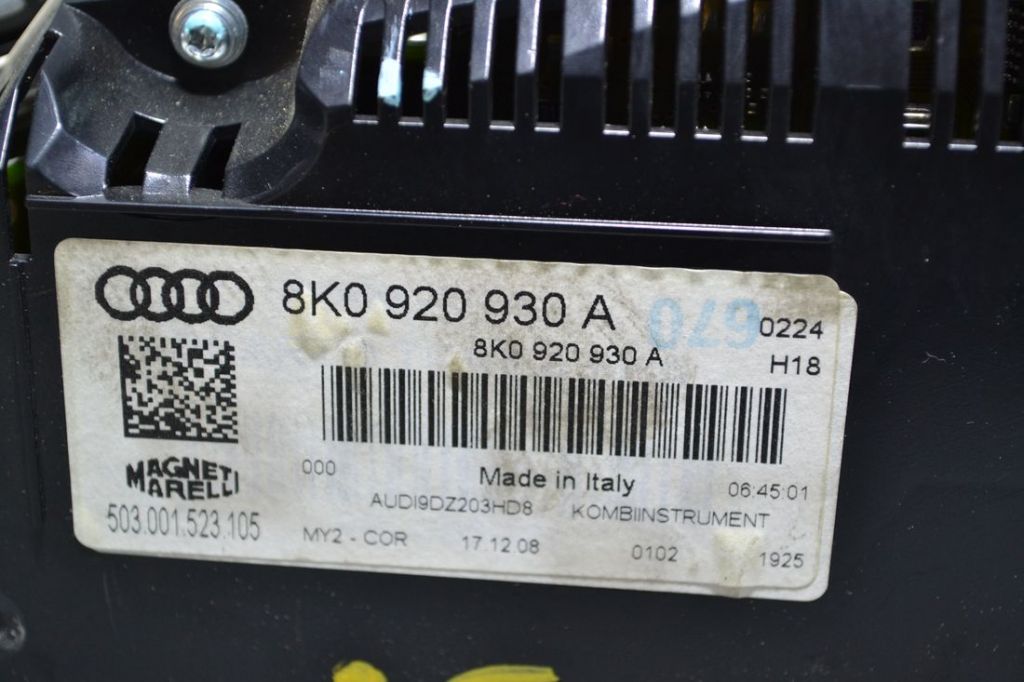 8K0 920 930 A
0224
8K0 920 930 A
H18
MAGNETI
MARELLI
503.001.523.105
000
Made in Italy
06:45:01
AUDI9DZ203HD8
KOMBIINSTRUMENT
MY2 - COR
17.12.08
0102
1925